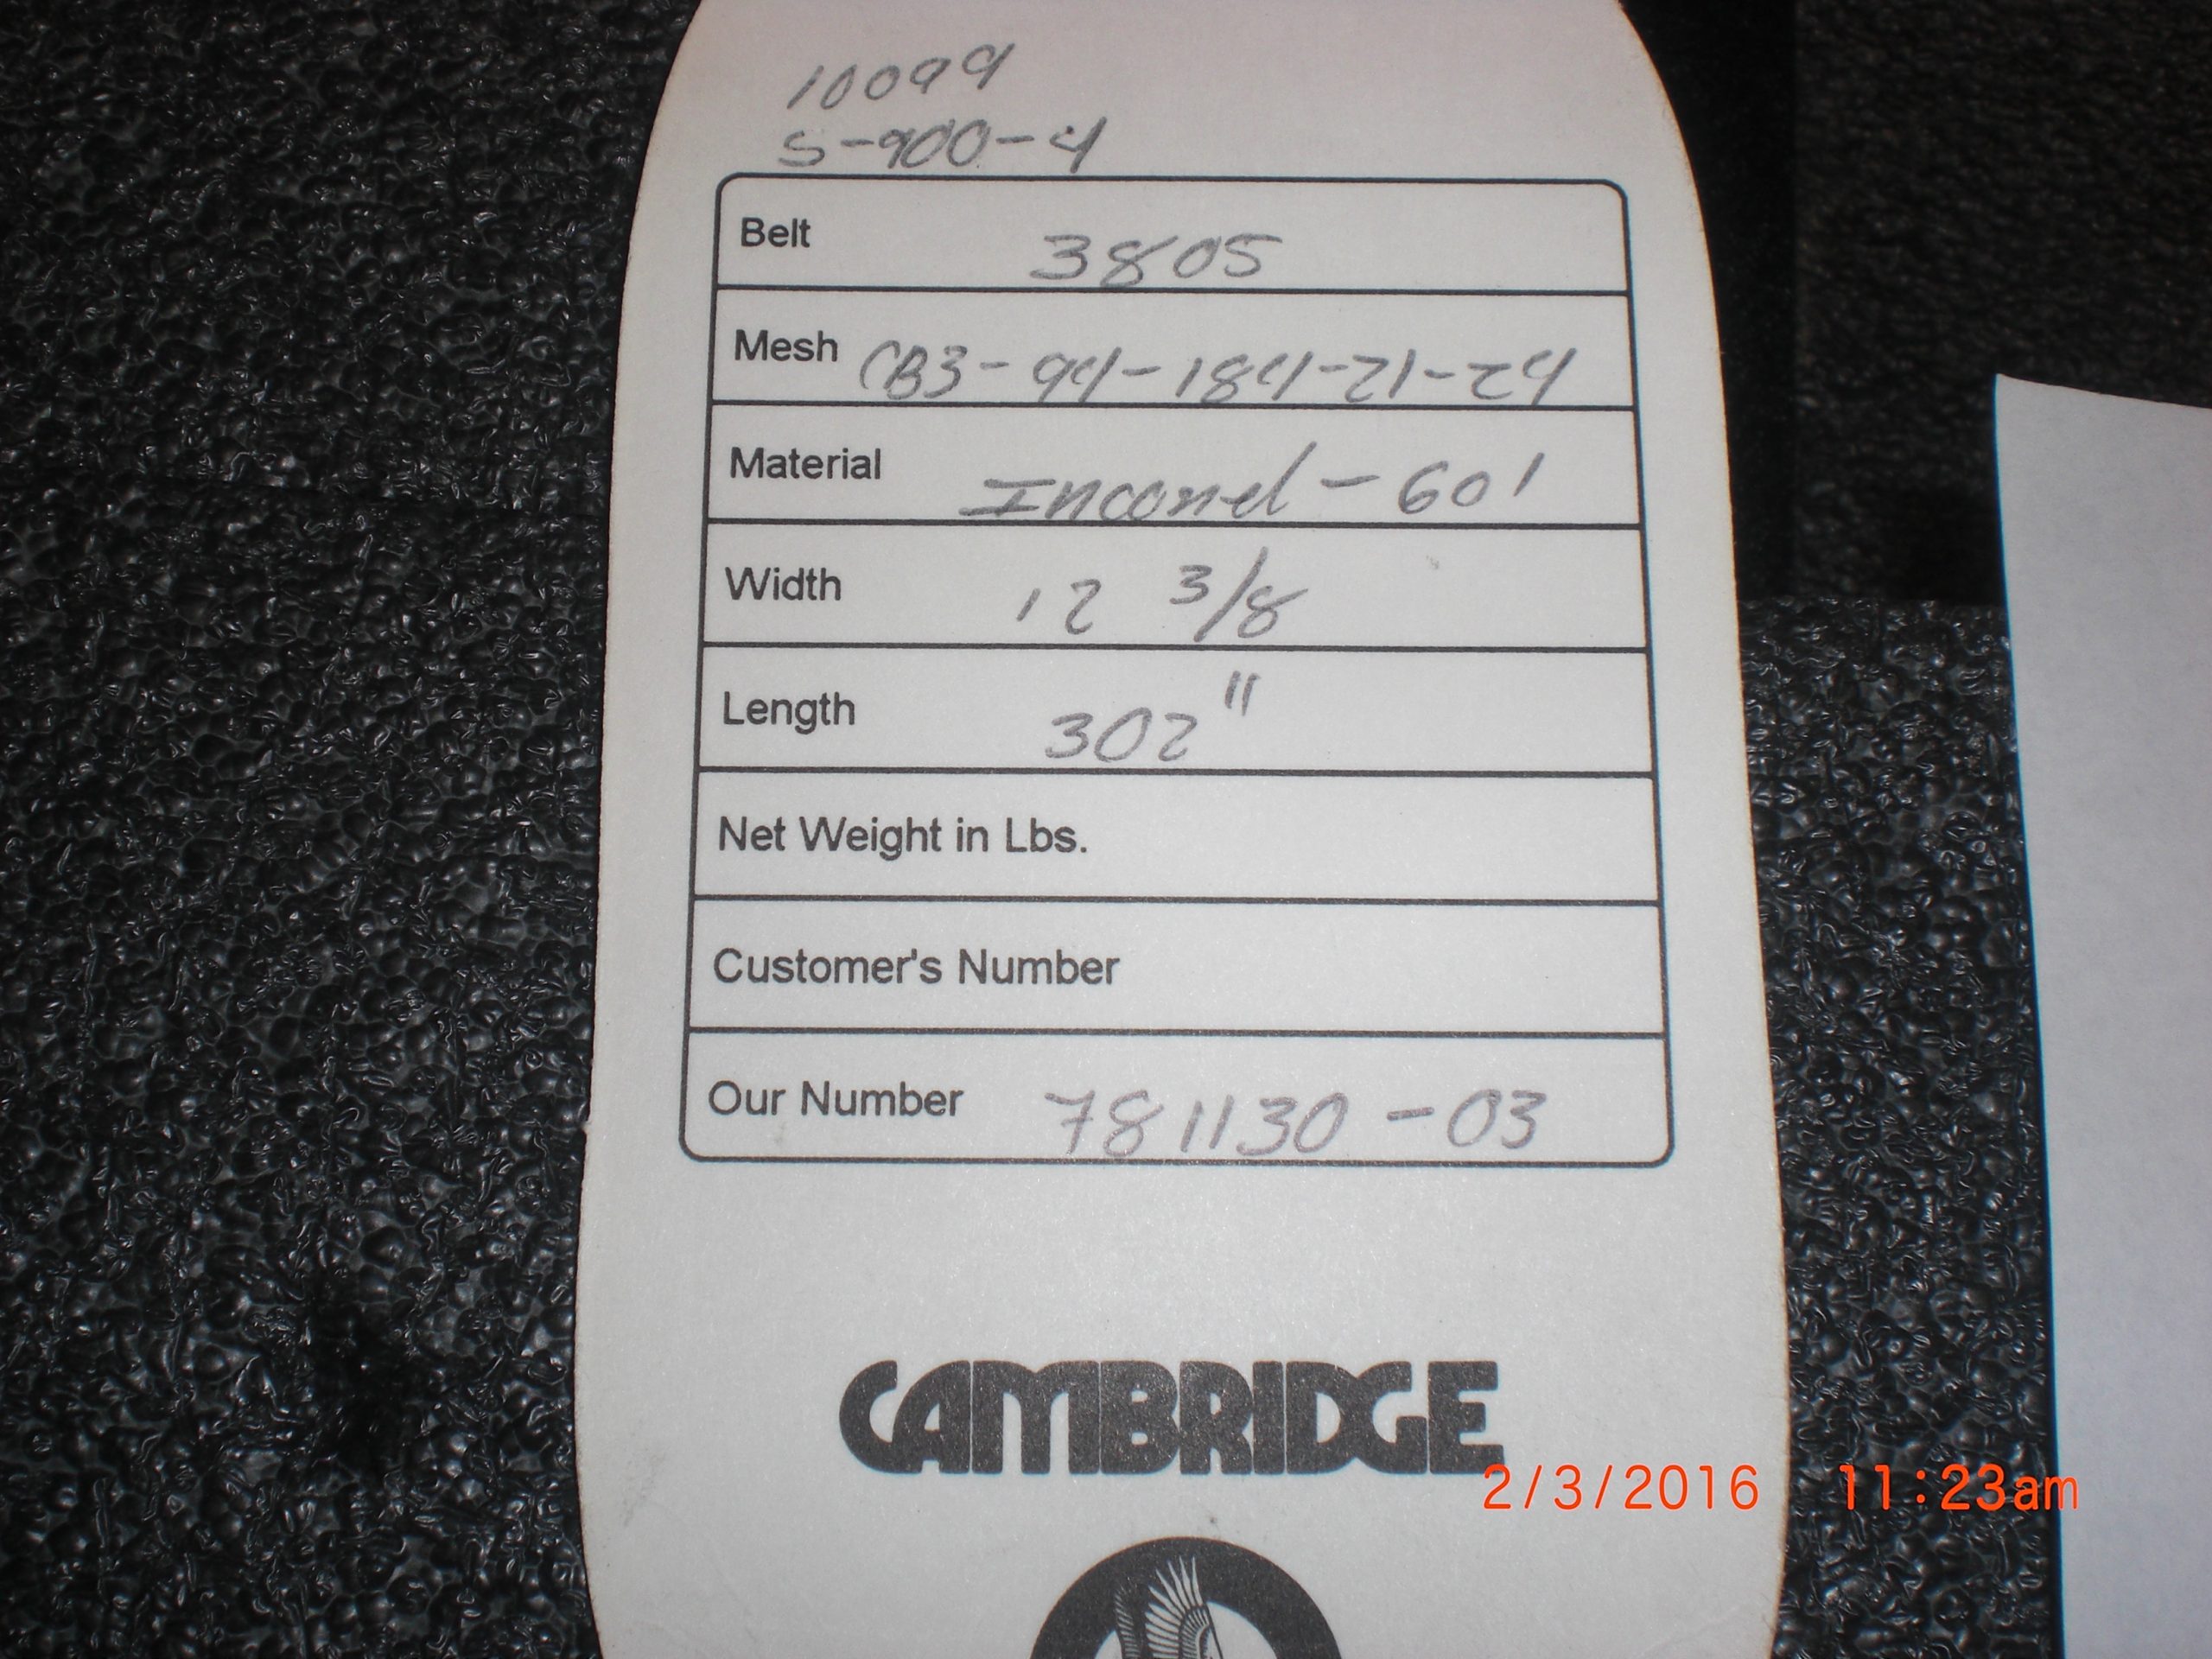 10099
S-900-4
Belt 3805
Mesh CB3-94-184-21-24
Material Inconel-601
Width 12 3/8
Length 302"
Net Weight in Lbs.
Customer's Number
Our Number 781130-03
CAMBRIDGE
2/3/2016 11:23am